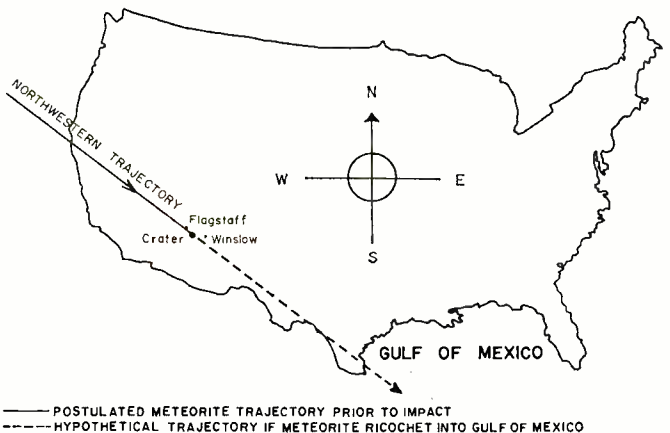 NORTHWESTERN TRAJECTORY
N
W E
S
Flagstaff
Crater Winslow
GULF OF MEXICO
POSTULATED METEORITE TRAJECTORY PRIOR TO IMPACT
HYPOTHETICAL TRAJECTORY IF METEORITE RICOCHET INTO GULF OF MEXICO